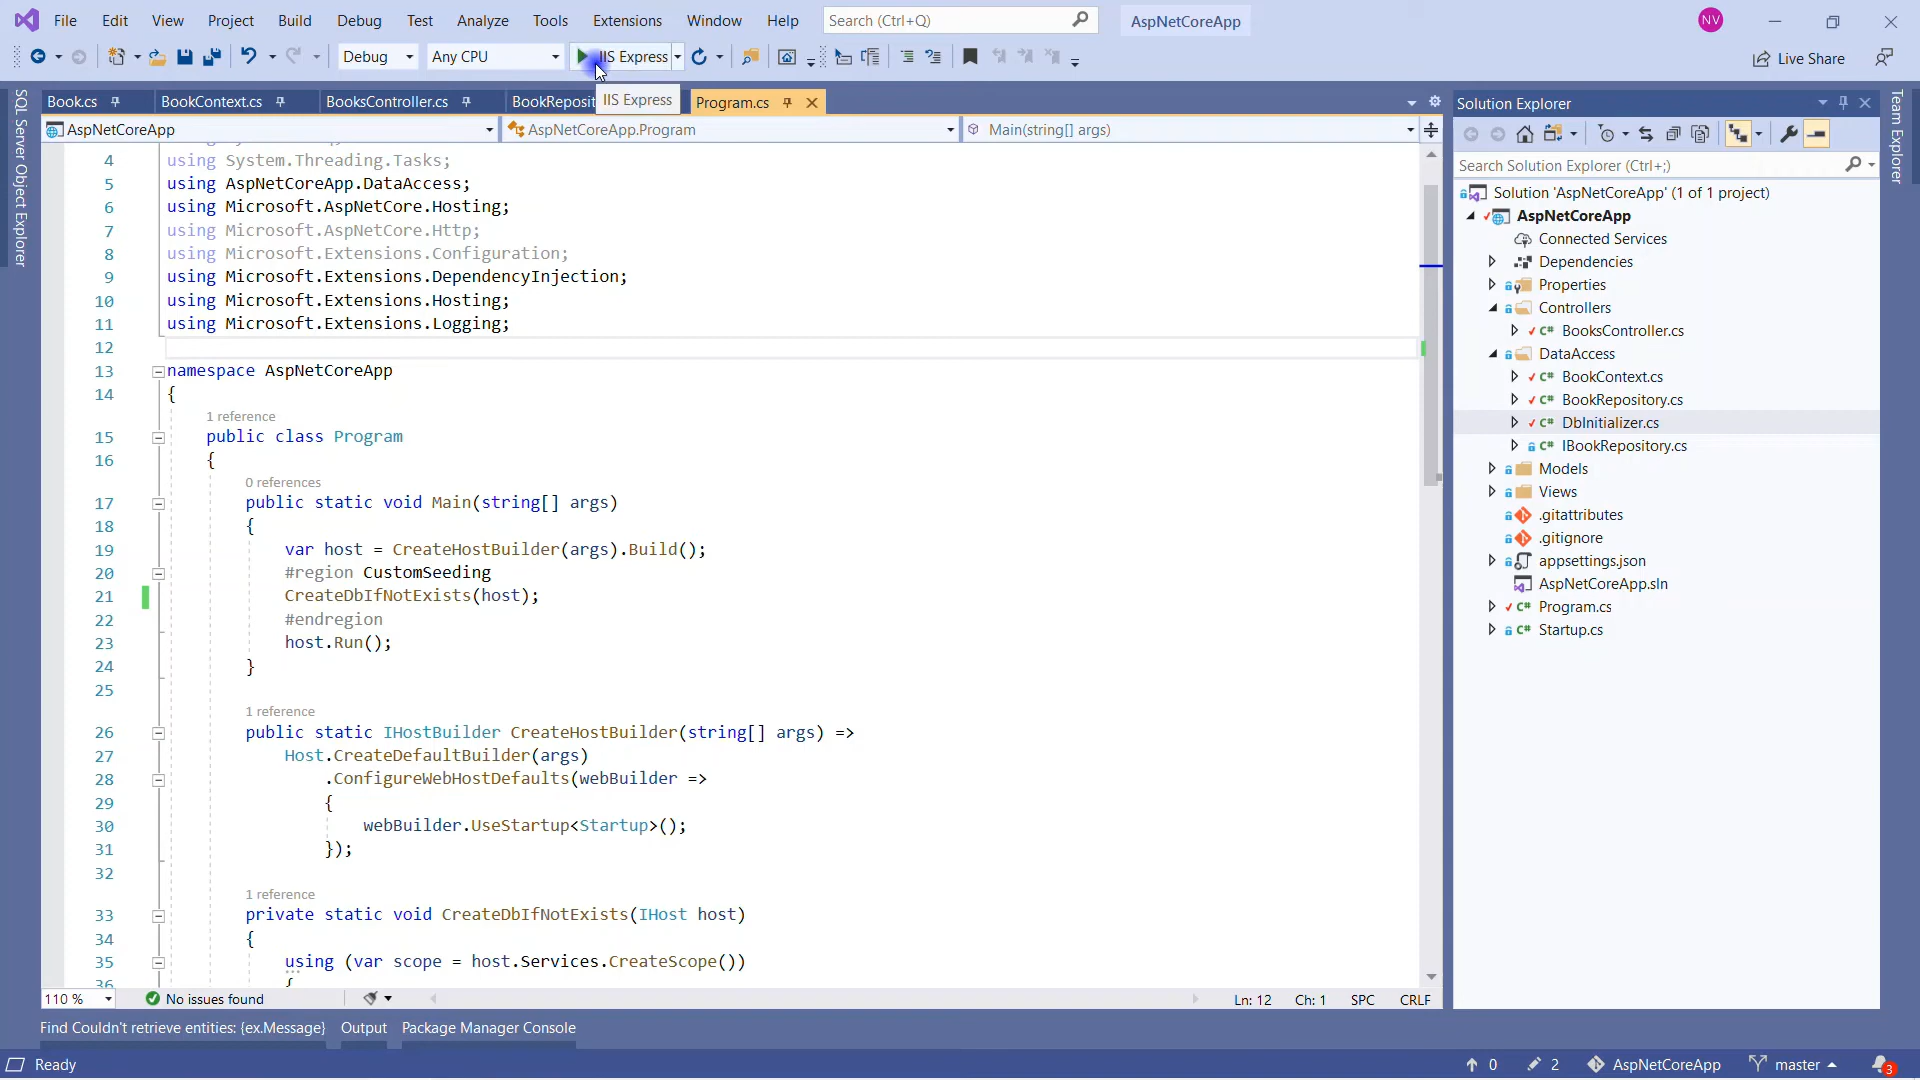 File Edit View Project Build Debug Test Analyze Tools Extensions Window Help Search (Ctrl+Q) AspNetCoreApp NV
Debug Any CPU IIS Express Live Share
IIS Express
Book.cs BookContext.cs BooksController.cs BookReposit Program.cs
AspNetCoreApp AspNetCoreApp.Program Main(string[] args)
SQL Server Object Explorer
4 using System.Threading.Tasks;
5 using AspNetCoreApp.DataAccess;
6 using Microsoft.AspNetCore.Hosting;
7 using Microsoft.AspNetCore.Http;
8 using Microsoft.Extensions.Configuration;
9 using Microsoft.Extensions.DependencyInjection;
10 using Microsoft.Extensions.Hosting;
11 using Microsoft.Extensions.Logging;
12
13 namespace AspNetCoreApp
14 {
1 reference
15 public class Program
16 {
0 references
17 public static void Main(string[] args)
18 {
19 var host = CreateHostBuilder(args).Build();
20 #region CustomSeeding
21 CreateDbIfNotExists(host);
22 #endregion
23 host.Run();
24 }
25
1 reference
26 public static IHostBuilder CreateHostBuilder(string[] args) =>
27 Host.CreateDefaultBuilder(args)
28 .ConfigureWebHostDefaults(webBuilder =>
29 {
30 webBuilder.UseStartup<Startup>();
31 });
32
1 reference
33 private static void CreateDbIfNotExists(IHost host)
34 {
35 using (var scope = host.Services.CreateScope())
36 {
110 % No issues found Ln: 12 Ch: 1 SPC CRLF
Solution Explorer
Search Solution Explorer (Ctrl+;)
Solution 'AspNetCoreApp' (1 of 1 project)
AspNetCoreApp
Connected Services
Dependencies
Properties
Controllers
BooksController.cs
DataAccess
BookContext.cs
BookRepository.cs
DbInitializer.cs
IBookRepository.cs
Models
Views
.gitattributes
.gitignore
appsettings.json
AspNetCoreApp.sln
Program.cs
Startup.cs
Team Explorer
Find Couldn't retrieve entities: {ex.Message} Output Package Manager Console
Ready 0 2 AspNetCoreApp master 3